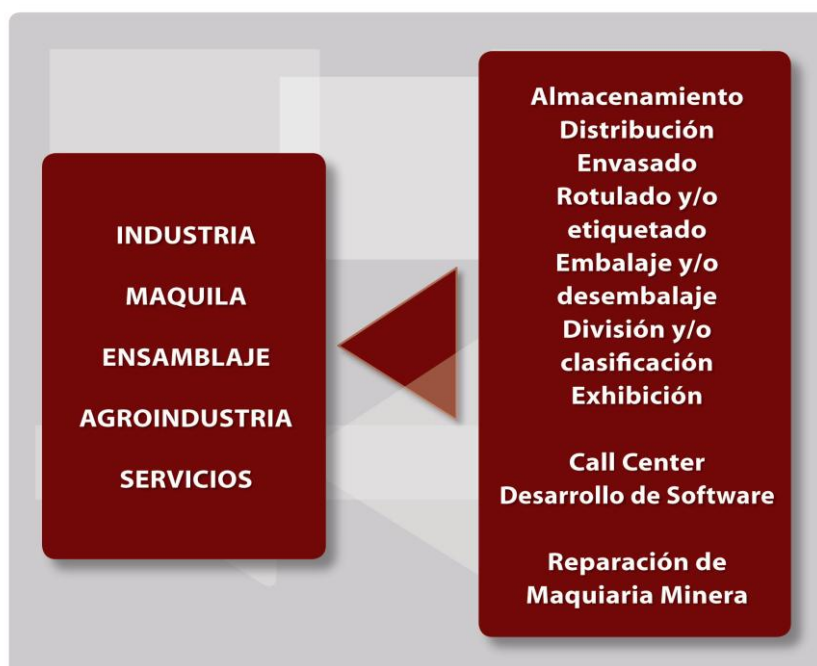 INDUSTRIA
MAQUILA
ENSAMBLAJE
AGROINDUSTRIA
SERVICIOS
Almacenamiento
Distribución
Envasado
Rotulado y/o
etiquetado
Embalaje y/o
desembalaje
División y/o
clasificación
Exhibición
Call Center
Desarrollo de Software
Reparación de
Maquiaria Minera